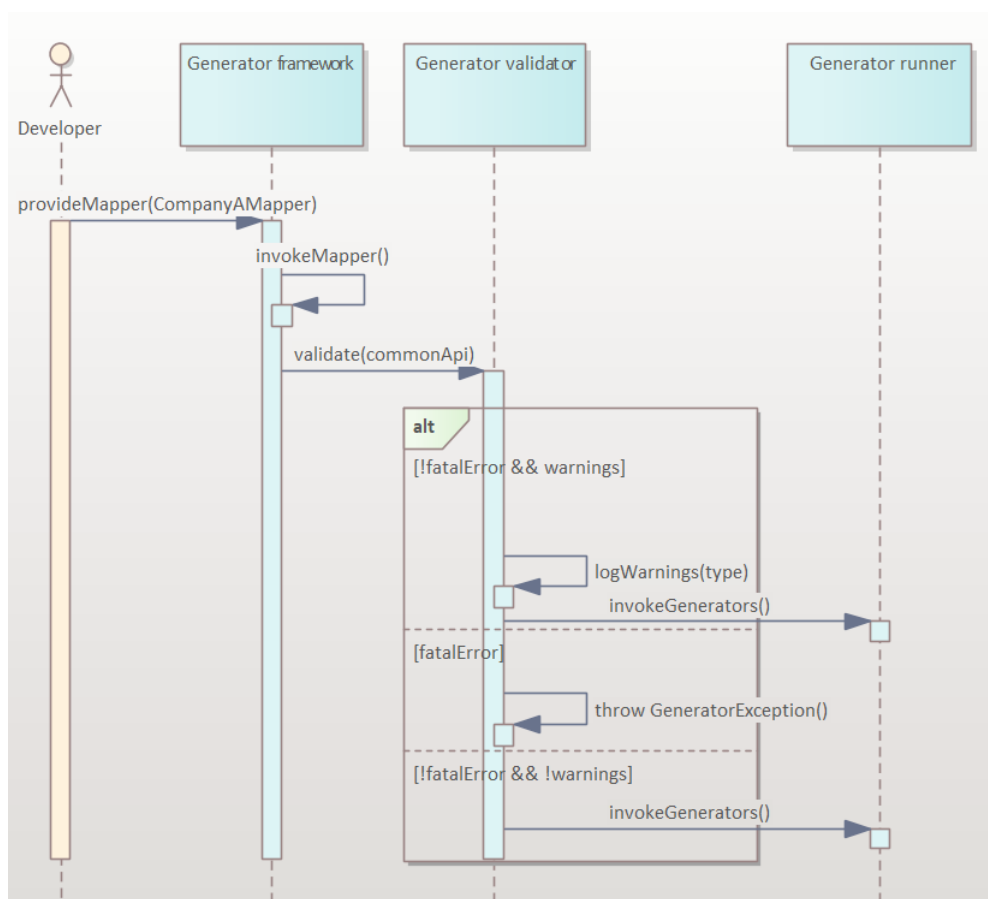 Generator framework
Generator validator
Generator runner
Developer
provideMapper(CompanyAMapper)
invokeMapper()
validate(commonApi)
alt
[!fatalError && warnings]
logWarnings(type)
invokeGenerators()
[fatalError]
throw GeneratorException()
[!fatalError && !warnings]
invokeGenerators()